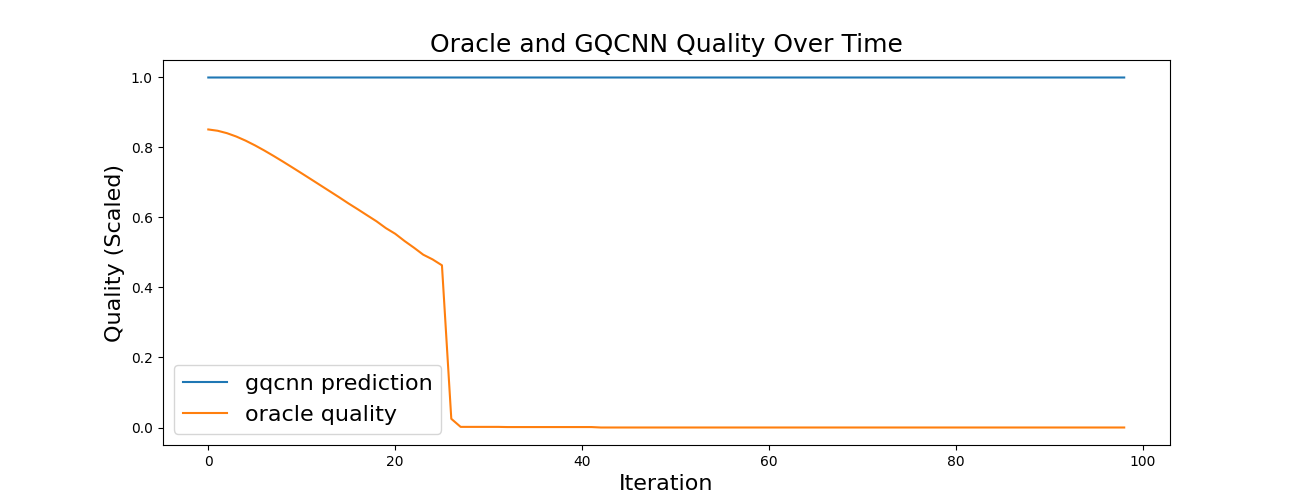 Oracle and GQCNN Quality Over Time
1.0
0.8
0.6
0.4
0.2
0.0
Quality (Scaled)
gqcnn prediction
oracle quality
0 20 40 60 80 100
Iteration